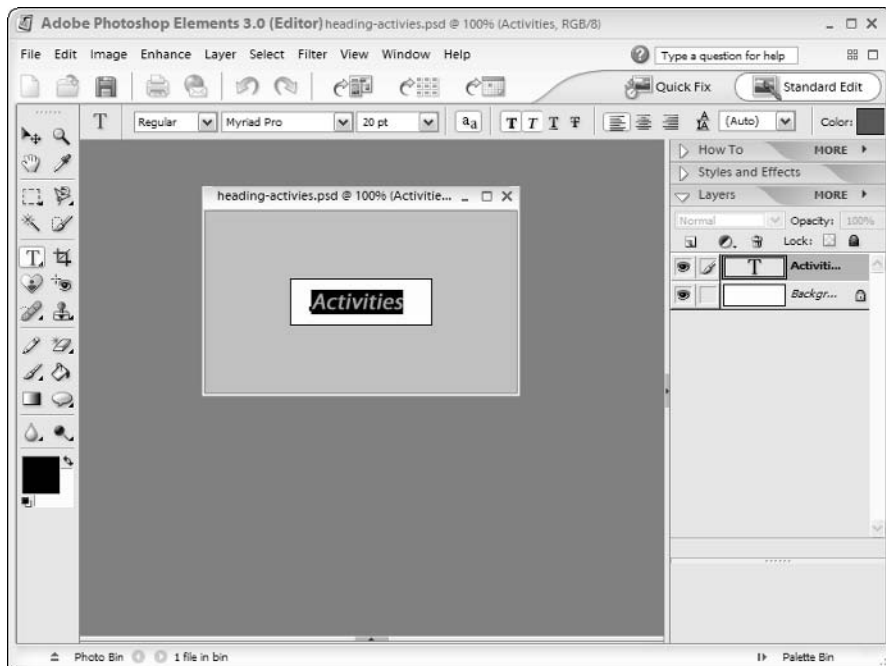 Adobe Photoshop Elements 3.0 (Editor) heading-activies.psd @ 100% (Activities, RGB/8)
File Edit Image Enhance Layer Select Filter View Window Help Type a question for help
Quick Fix Standard Edit
T Regular Myriad Pro 20 pt aa T T T T (Auto) Color:
How To MORE
Styles and Effects
heading-activies.psd @ 100% (Activitie...
Layers MORE
Normal Opacity: 100%
Lock:
T Activiti...
Backgr...
Activities
Photo Bin 1 file in bin Palette Bin